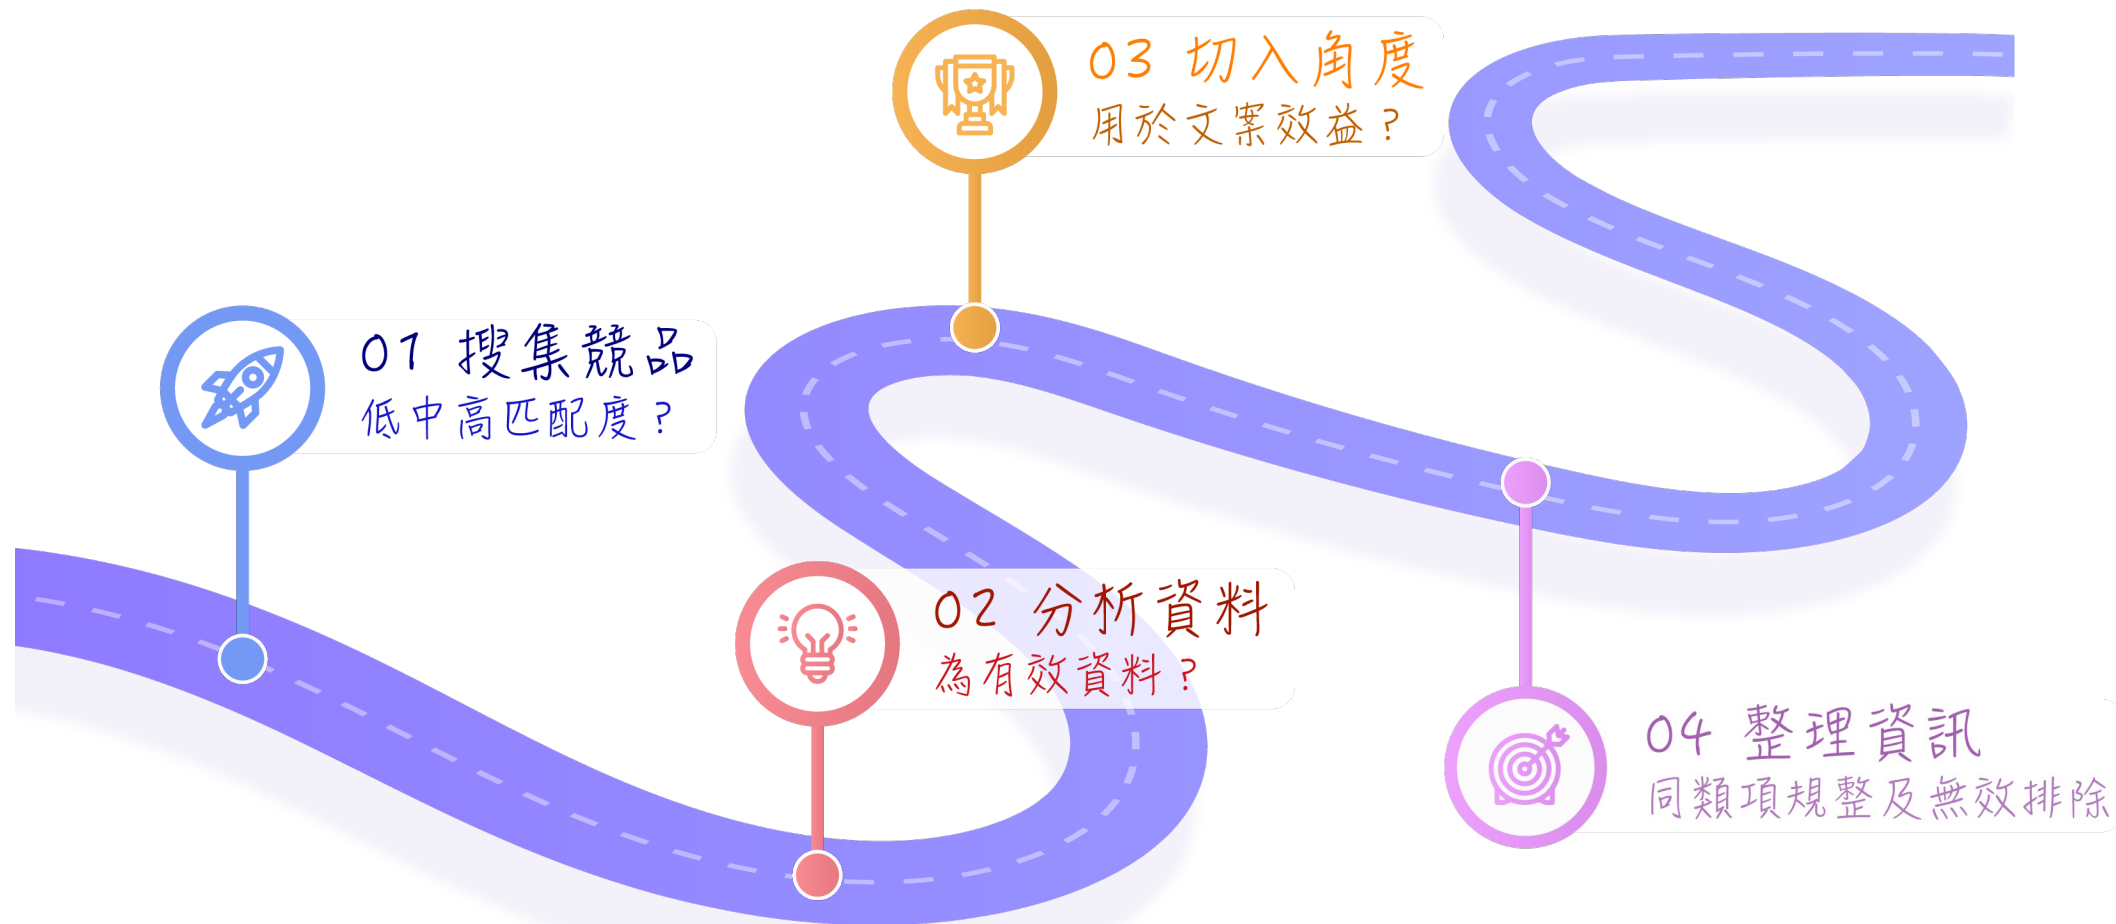 01 搜集競品
低中高匹配度？
02 分析資料
為有效資料？
03 切入角度
用於文案效益？
04 整理資訊
同類項規整及無效排除